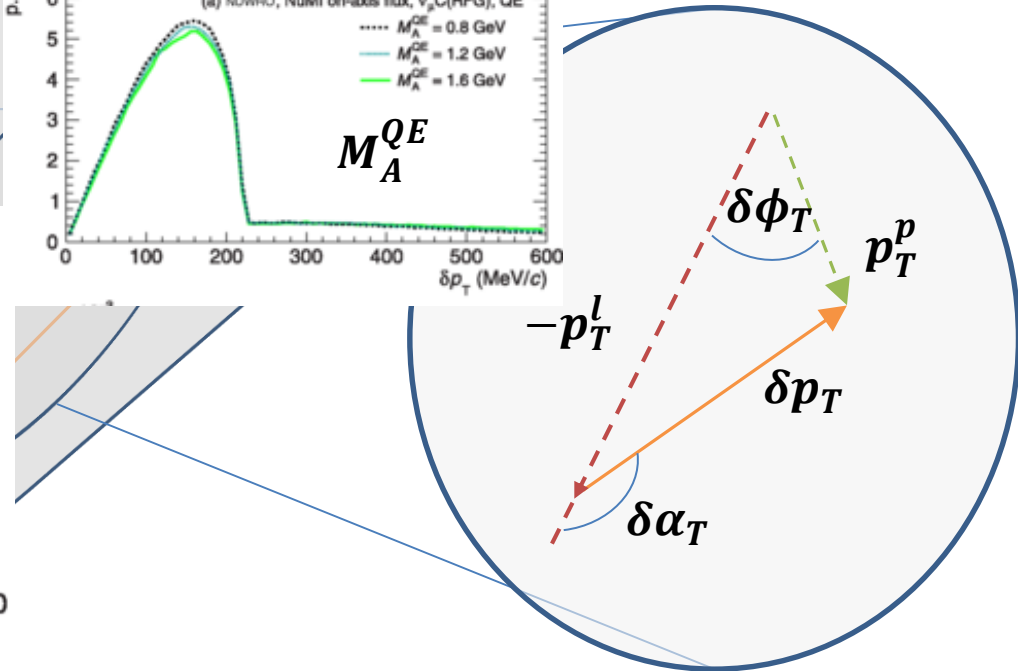 6
5
4
3
2
1
0
p.
(a) NuWro, NuMI on-axis flux, νμC(RFG), QE
M_A^QE = 0.8 GeV
M_A^QE = 1.2 GeV
M_A^QE = 1.6 GeV
M_A^QE
0 100 200 300 400 500 600
δp_T (MeV/c)
δϕ_T
p_T^p
−p_T^l
δp_T
δα_T